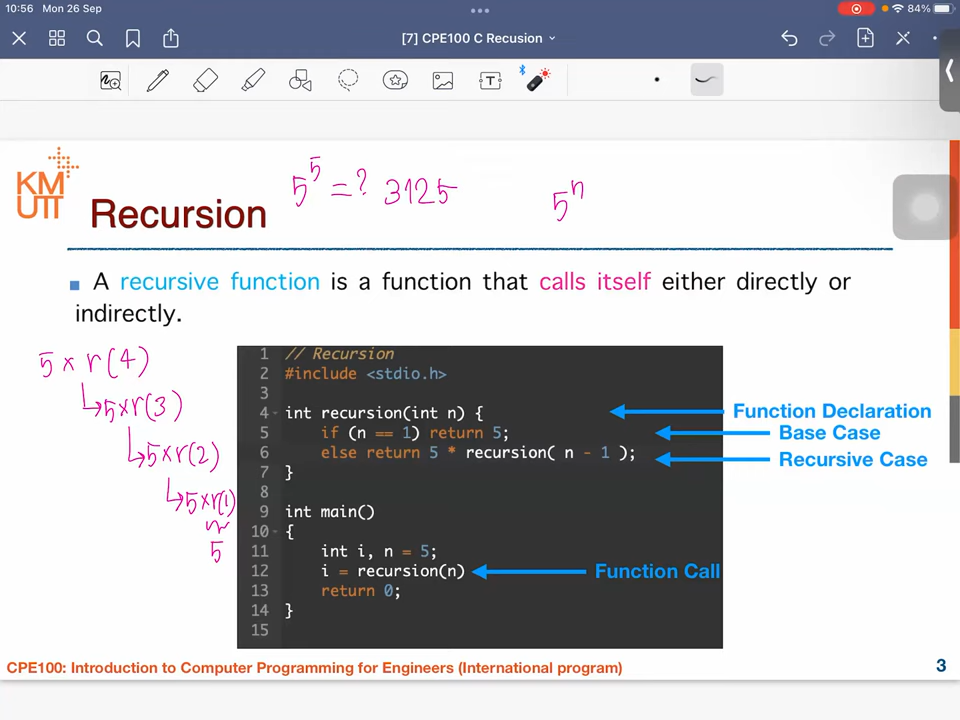 10:56 Mon 26 Sep
84%
[7] CPE100 C Recusion
T
KM
UTT
Recursion
5^5 = ? 3125
5^n
A recursive function is a function that calls itself either directly or
indirectly.
5 × r(4)
5×r(3)
5×r(2)
5×r(1)
5
1 // Recursion
2 #include <stdio.h>
3
4 int recursion(int n) {
5 if (n == 1) return 5;
6 else return 5 * recursion( n - 1 );
7 }
8
9 int main()
10 {
11 int i, n = 5;
12 i = recursion(n)
13 return 0;
14 }
15
Function Declaration
Base Case
Recursive Case
Function Call
CPE100: Introduction to Computer Programming for Engineers (International program)
3